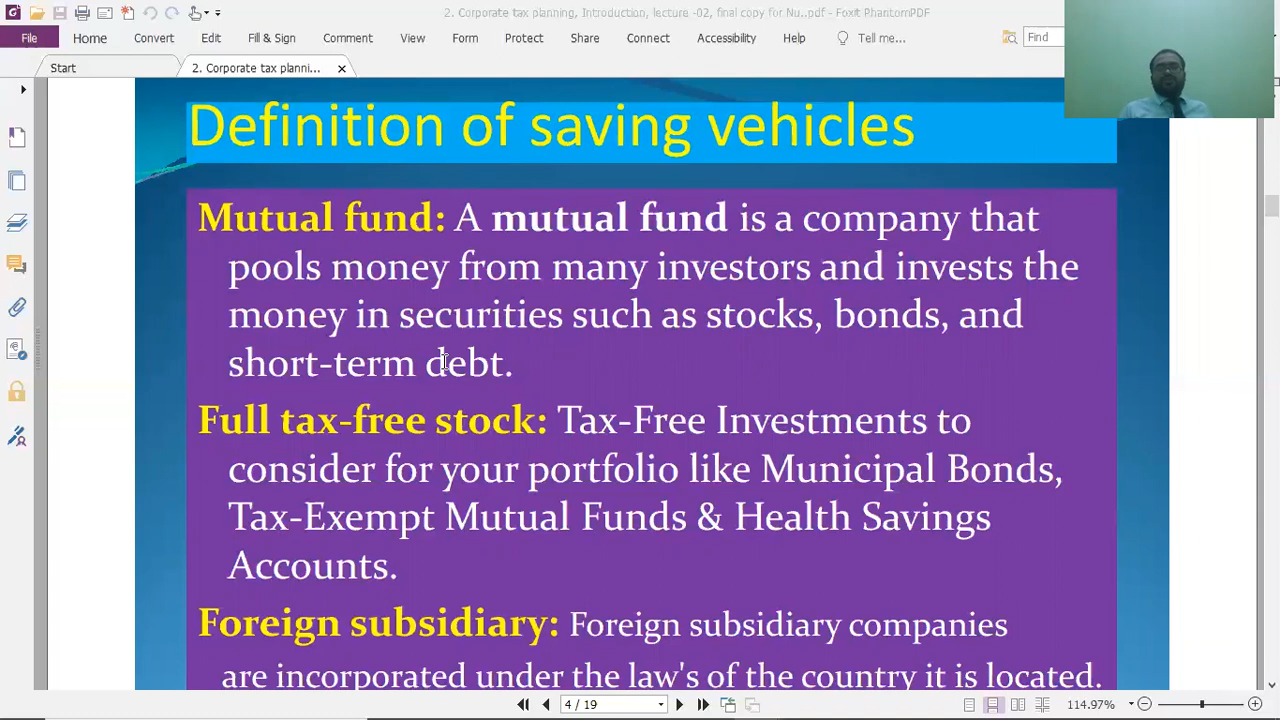 2. Corporate tax planning, Introduction, lecture -02, final copy for Nu..pdf - Foxit PhantomPDF
File Home Convert Edit Fill & Sign Comment View Form Protect Share Connect Accessibility Help Tell me... Find
Start 2. Corporate tax planni...
Definition of saving vehicles
Mutual fund: A mutual fund is a company that
pools money from many investors and invests the
money in securities such as stocks, bonds, and
short-term debt.
Full tax-free stock: Tax-Free Investments to
consider for your portfolio like Municipal Bonds,
Tax-Exempt Mutual Funds & Health Savings
Accounts.
Foreign subsidiary: Foreign subsidiary companies
are incorporated under the law's of the country it is located.
4 / 19 114.97%